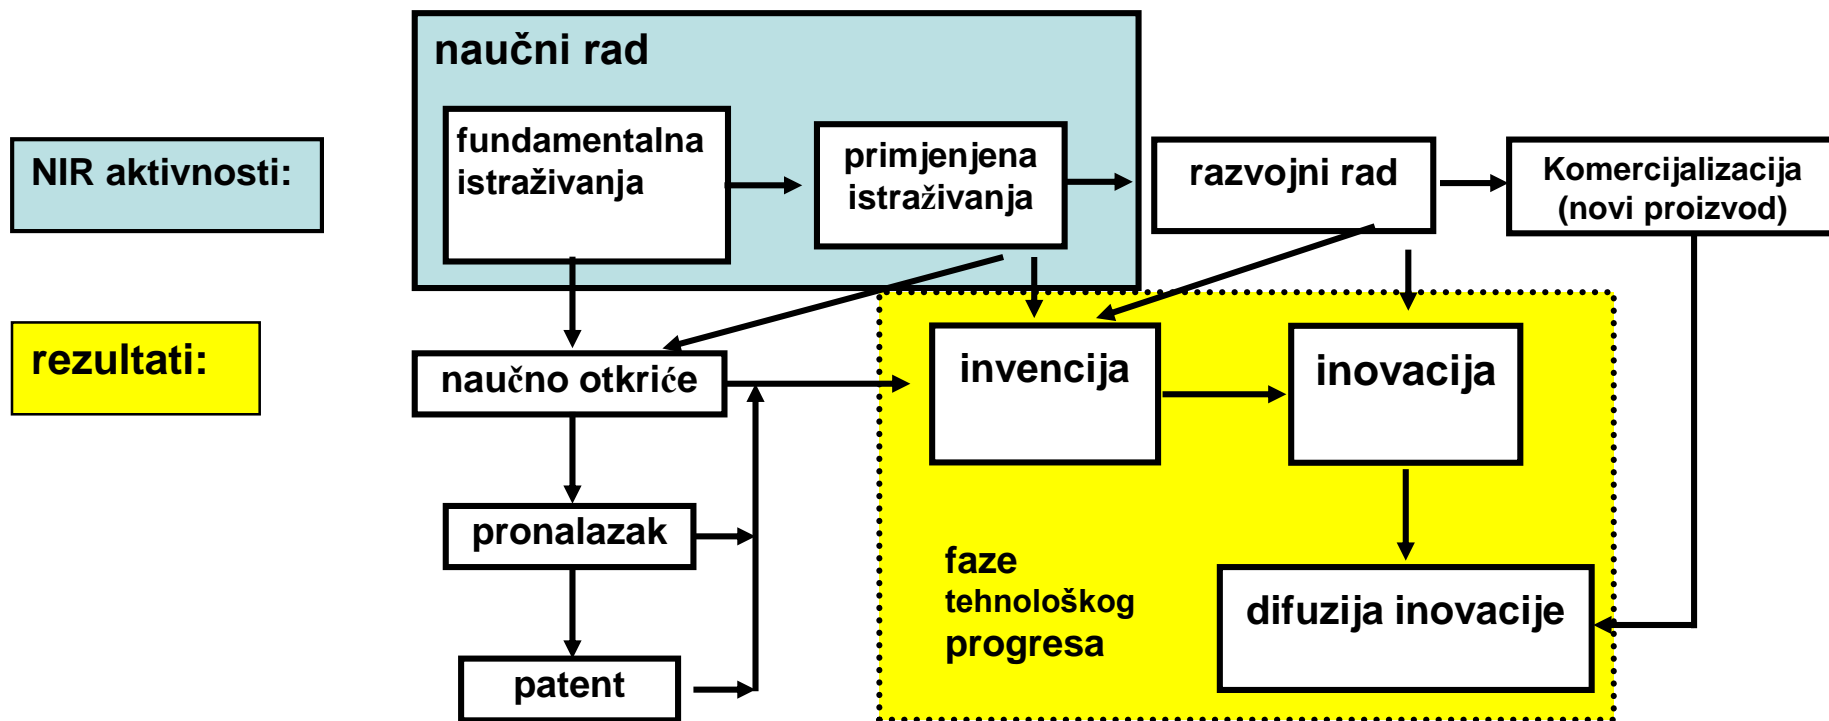 naučni rad
NIR aktivnosti:
fundamentalna
istraživanja
primjenjena
istraživanja
razvojni rad
Komercijalizacija
(novi proizvod)
rezultati:
naučno otkriće
invencija
inovacija
pronalazak
faze
tehnološkog
progresa
difuzija inovacije
patent